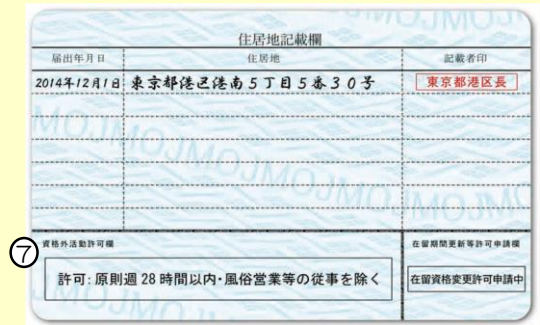 住居地記載欄
届出年月日 住居地 記載者印
2014年12月1日 東京都港区港南5丁目5番30号 東京都港区長
⑦ 資格外活動許可欄 在留期間更新等許可申請欄
許可:原則週28時間以内・風俗営業等の従事を除く 在留資格変更許可申請中
MOJMOJMOJMOJMO